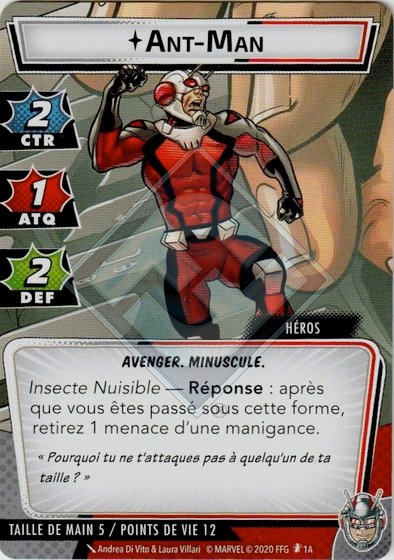 Ant-Man
2
CTR
1
ATQ
2
DEF
HÉROS
AVENGER. MINUSCULE.
Insecte Nuisible — Réponse : après
que vous êtes passé sous cette forme,
retirez 1 menace d'une manigance.
« Pourquoi tu ne t'attaques pas à quelqu'un de ta
taille ? »
TAILLE DE MAIN 5 / POINTS DE VIE 12
Andrea Di Vito & Laura Villari © MARVEL © 2020 FFG 1A